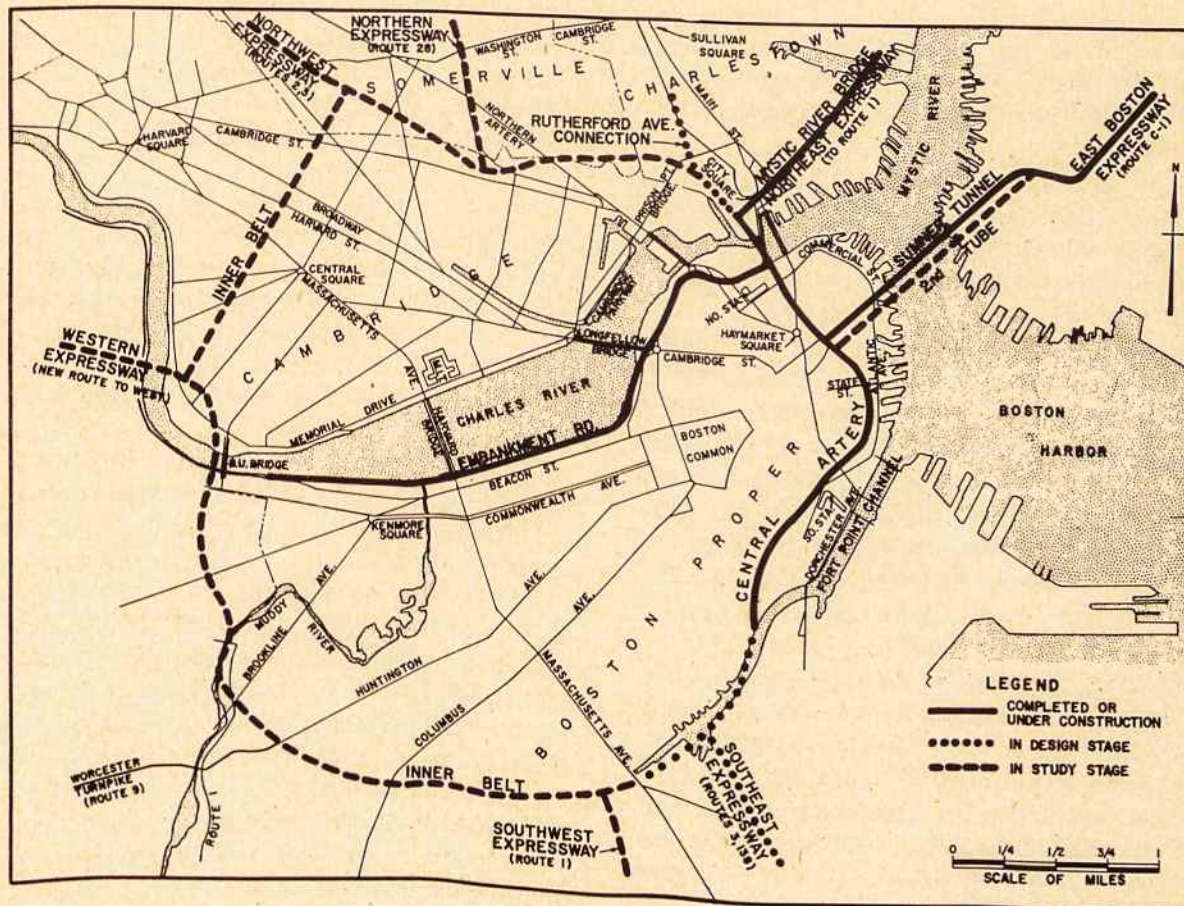 NORTHWEST
EXPRESSWAY
(ROUTES 2,3)
NORTHERN
EXPRESSWAY
(ROUTE 28)
WASHINGTON
ST.
CAMBRIDGE
ST.
SOMERVILLE
NORTHERN
ARTERY
SULLIVAN
SQUARE
CHARLESTOWN
MAIN
ST.
RUTHERFORD AVE.
CONNECTION
CITY
SQUARE
MYSTIC RIVER BRIDGE
NORTHEAST EXPRESSWAY
(TO ROUTE 1)
MYSTIC
RIVER
EAST BOSTON
EXPRESSWAY
(ROUTE C-1)
N
HARVARD
SQUARE
CAMBRIDGE ST.
BROADWAY
HARVARD ST.
INNER BELT
CENTRAL
SQUARE
MASSACHUSETTS
AVE.
CAMBRIDGE
PRISON PT.
BRIDGE
CAMBRIDGE
PARKWAY
LONGFELLOW
BRIDGE
NO. STA.
COMMERCIAL
ST.
SUMNER TUNNEL
2nd TUBE
HAYMARKET
SQUARE
CAMBRIDGE ST.
ATLANTIC
STATE
ST.
WESTERN
EXPRESSWAY
(NEW ROUTE TO WEST)
M.I.T.
MEMORIAL DRIVE
HARVARD
BRIDGE
CHARLES RIVER
EMBANKMENT RD.
B.U. BRIDGE
BEACON ST.
COMMONWEALTH AVE.
BOSTON
COMMON
KENMORE
SQUARE
BOSTON
HARBOR
CENTRAL ARTERY
SO. STA.
DORCHESTER AVE.
FORT POINT CHANNEL
BOSTON PROPER
MUDDY
RIVER
BROOKLINE
AVE.
HUNTINGTON
AVE.
COLUMBUS
AVE.
MASSACHUSETTS AVE.
WORCESTER
TURNPIKE
(ROUTE 9)
ROUTE 1
INNER BELT
SOUTHWEST
EXPRESSWAY
(ROUTE 1)
SOUTHEAST
EXPRESSWAY
(ROUTES 3, 138)
LEGEND
COMPLETED OR
UNDER CONSTRUCTION
IN DESIGN STAGE
IN STUDY STAGE
0 1/4 1/2 3/4 1
SCALE OF MILES